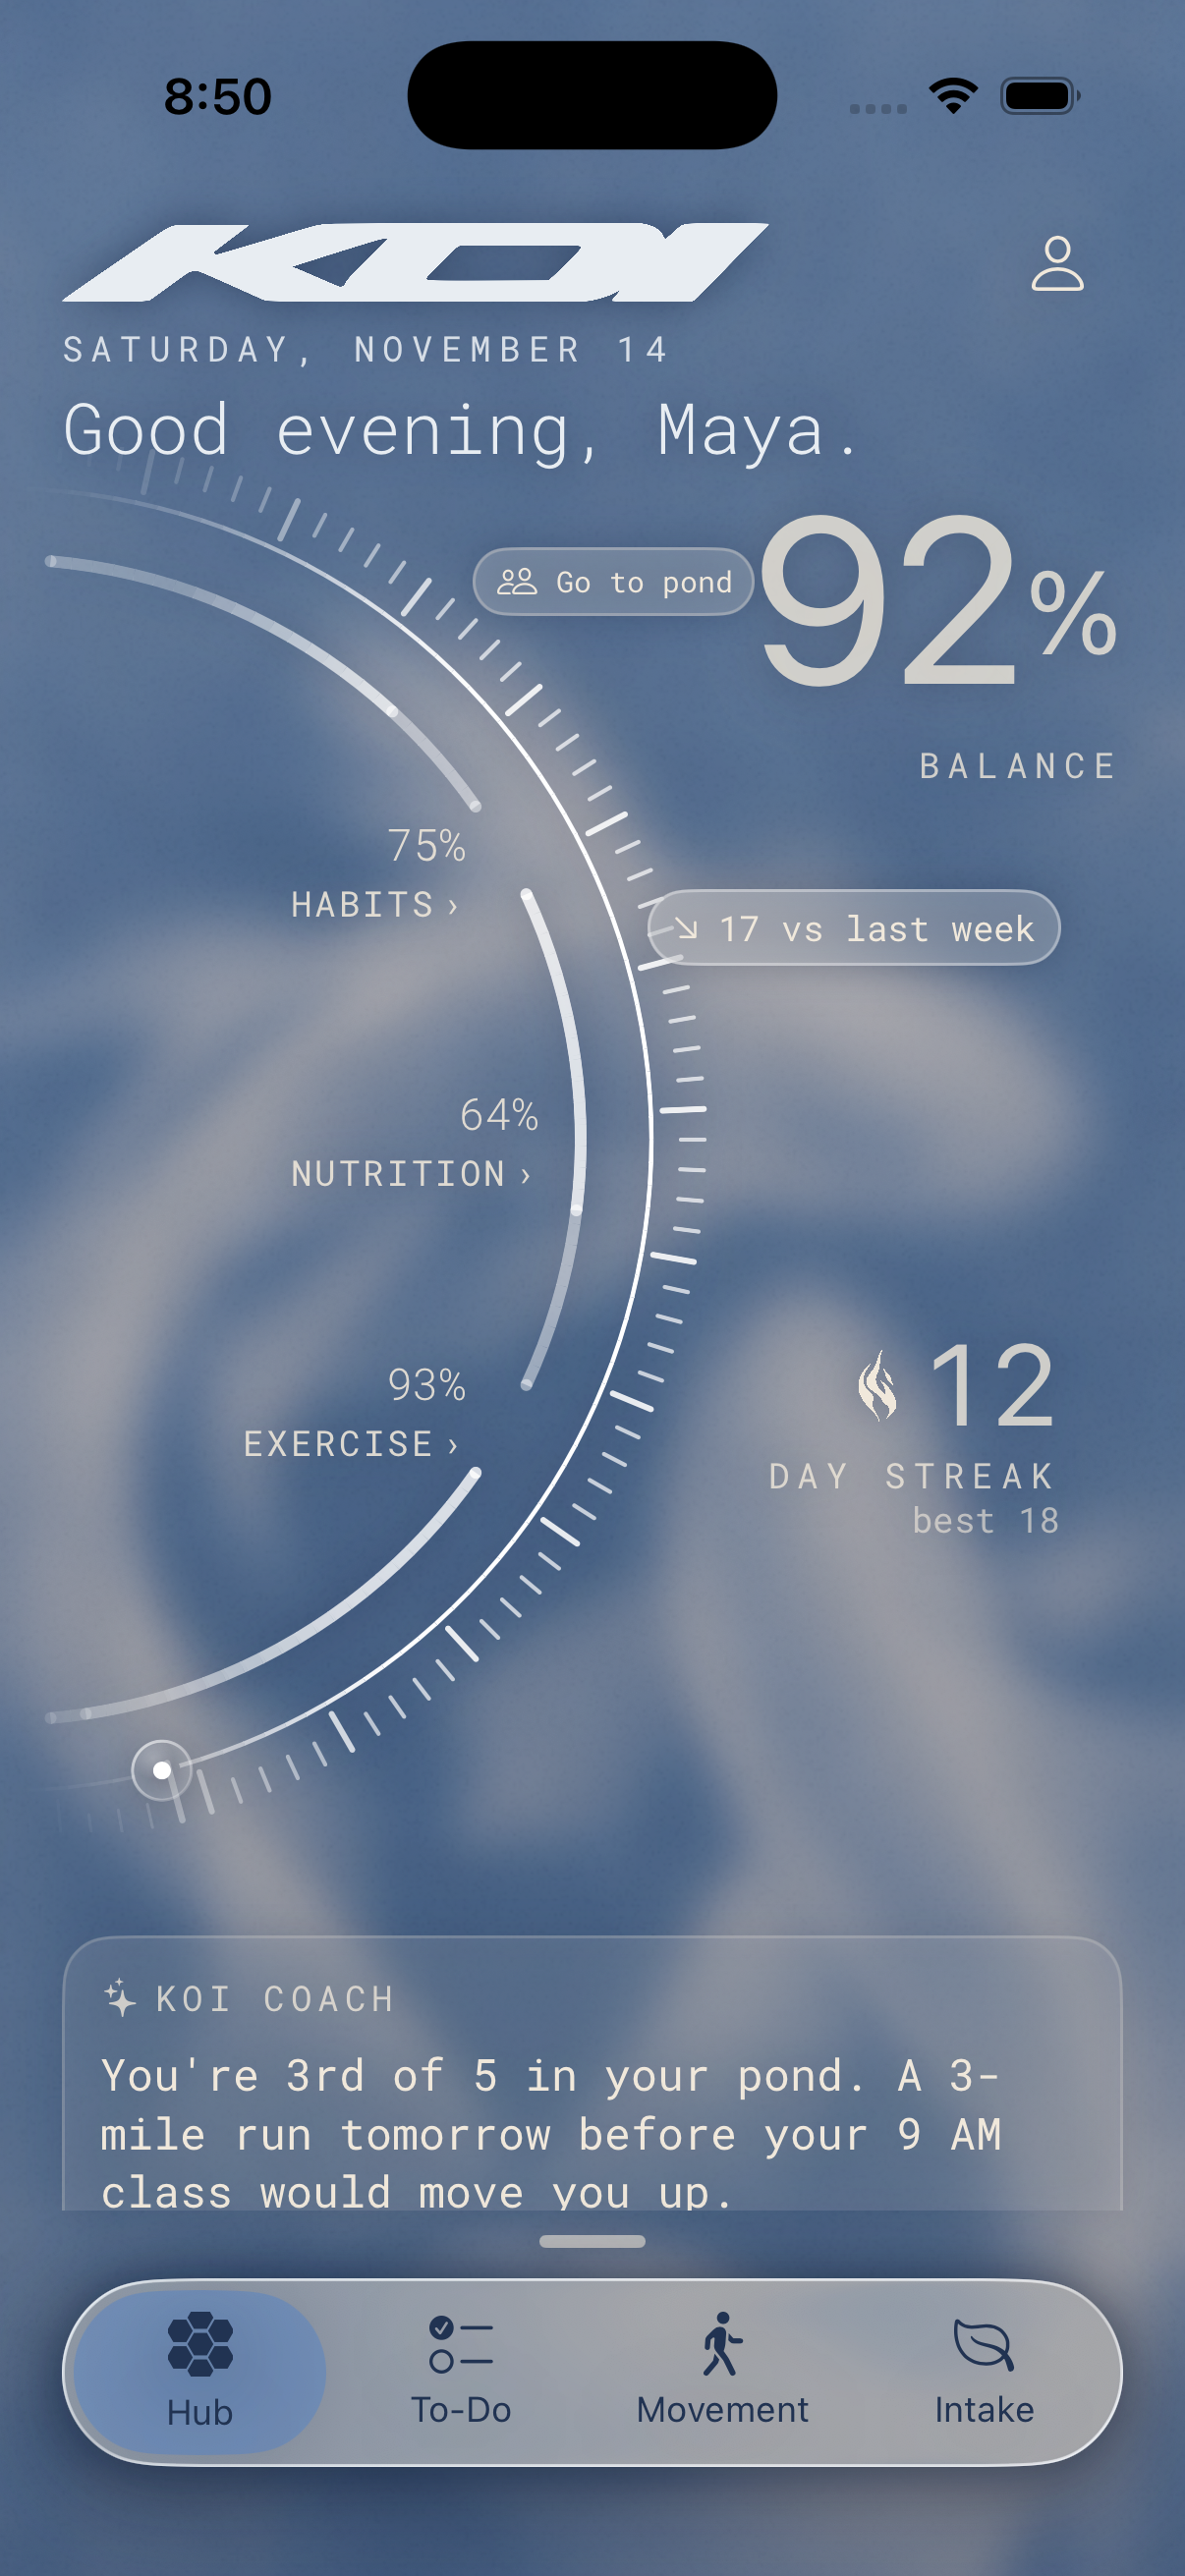 8:50
KOI
SATURDAY, NOVEMBER 14
Good evening, Maya.
Go to pond
92%
BALANCE
75%
HABITS ›
17 vs last week
64%
NUTRITION ›
93%
EXERCISE ›
12
DAY STREAK
best 18
KOI COACH
You're 3rd of 5 in your pond. A 3-
mile run tomorrow before your 9 AM
class would move you up.
Hub
To-Do
Movement
Intake